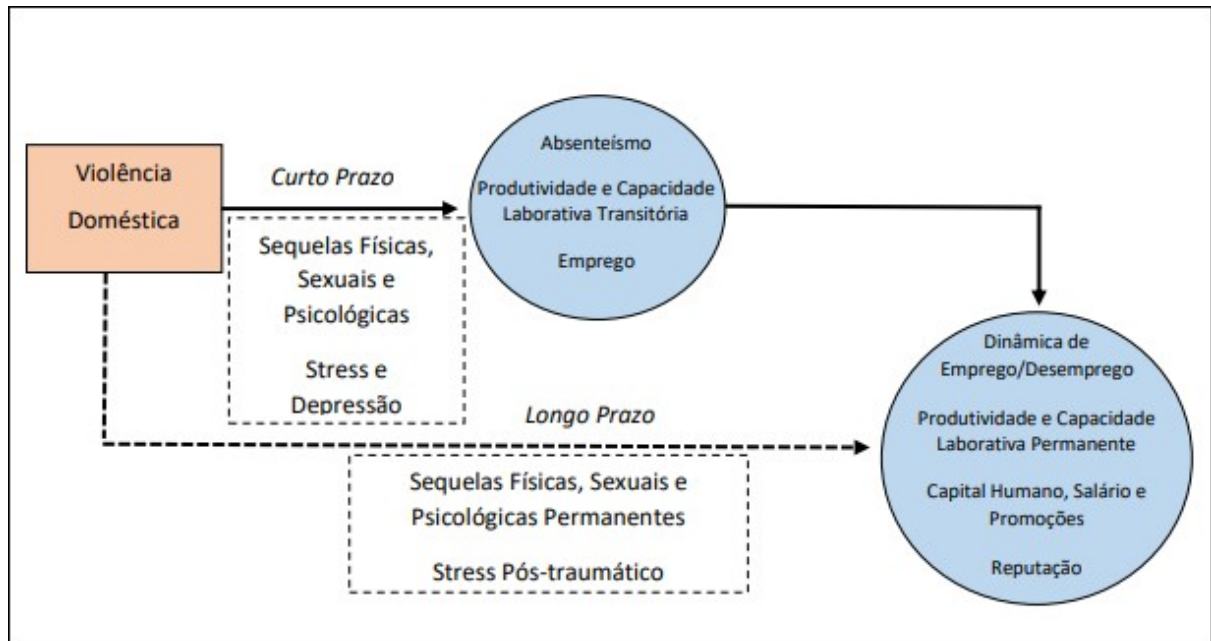 Violência
Doméstica
Curto Prazo
Sequelas Físicas,
Sexuais e
Psicológicas
Stress e
Depressão
Absenteísmo
Produtividade e Capacidade
Laborativa Transitória
Emprego
Longo Prazo
Sequelas Físicas, Sexuais e
Psicológicas Permanentes
Stress Pós-traumático
Dinâmica de
Emprego/Desemprego
Produtividade e Capacidade
Laborativa Permanente
Capital Humano, Salário e
Promoções
Reputação